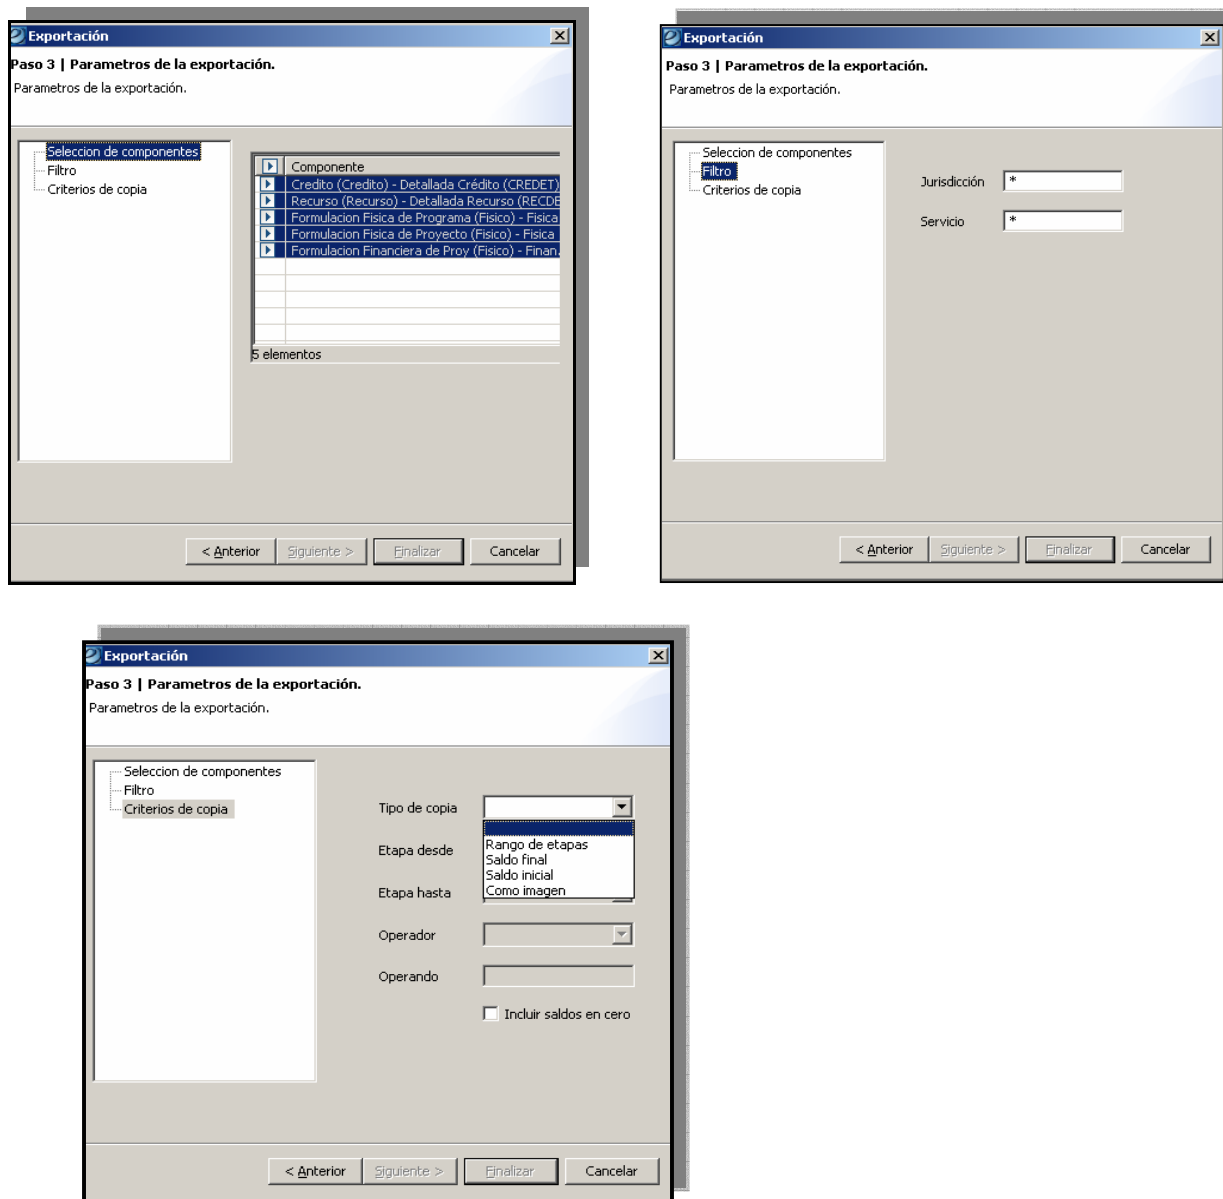 Exportación
Paso 3 | Parametros de la exportación.
Parametros de la exportación.
Seleccion de componentes
Filtro
Criterios de copia
Componente
Credito (Credito) - Detallada Crédito (CREDET)
Recurso (Recurso) - Detallada Recurso (RECDE
Formulacion Fisica de Programa (Fisico) - Fisica
Formulacion Fisica de Proyecto (Fisico) - Fisica
Formulacion Financiera de Proy (Fisico) - Finan.
5 elementos
< Anterior
Siguiente >
Finalizar
Cancelar
Exportación
Paso 3 | Parametros de la exportación.
Parametros de la exportación.
Seleccion de componentes
Filtro
Criterios de copia
Jurisdicción *
Servicio *
< Anterior
Siguiente >
Finalizar
Cancelar
Exportación
Paso 3 | Parametros de la exportación.
Parametros de la exportación.
Seleccion de componentes
Filtro
Criterios de copia
Tipo de copia
Rango de etapas
Saldo final
Saldo inicial
Como imagen
Etapa desde
Etapa hasta
Operador
Operando
Incluir saldos en cero
< Anterior
Siguiente >
Finalizar
Cancelar